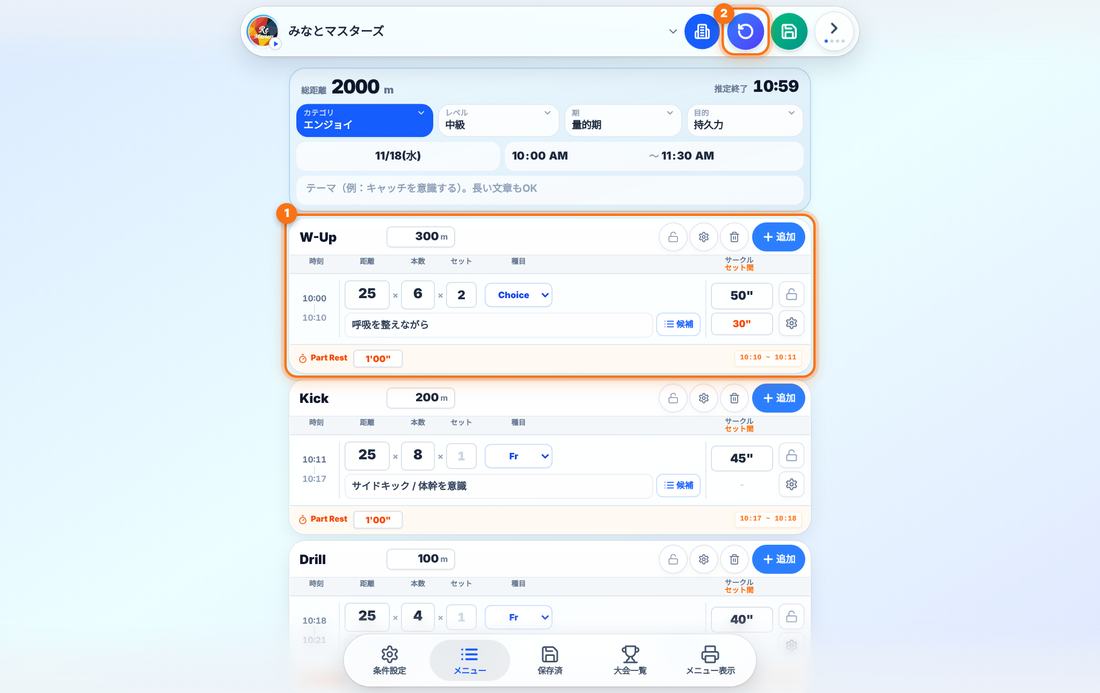 みなとマスターズ
2
総距離 2000 m
推定終了 10:59
カテゴリ
エンジョイ
レベル
中級
期
量的期
目的
持久力
11/18(水)
10:00 AM
〜11:30 AM
テーマ（例：キャッチを意識する）。長い文章もOK
1
W-Up
300 m
+ 追加
時刻 距離 本数 セット 種目 サークル
セット間
10:00
10:10
25 × 6 × 2 Choice 50"
呼吸を整えながら 候補 30"
Part Rest 1'00" 10:10 ~ 10:11
Kick
200 m
+ 追加
時刻 距離 本数 セット 種目 サークル
セット間
10:11
10:17
25 × 8 × 1 Fr 45"
サイドキック / 体幹を意識 候補 -
Part Rest 1'00" 10:17 ~ 10:18
Drill
100 m
+ 追加
時刻 距離 本数 セット 種目 サークル
セット間
10:18
10:21
25 × 4 × 1 Fr 40"
条件設定
メニュー
保存済
大会一覧
メニュー表示